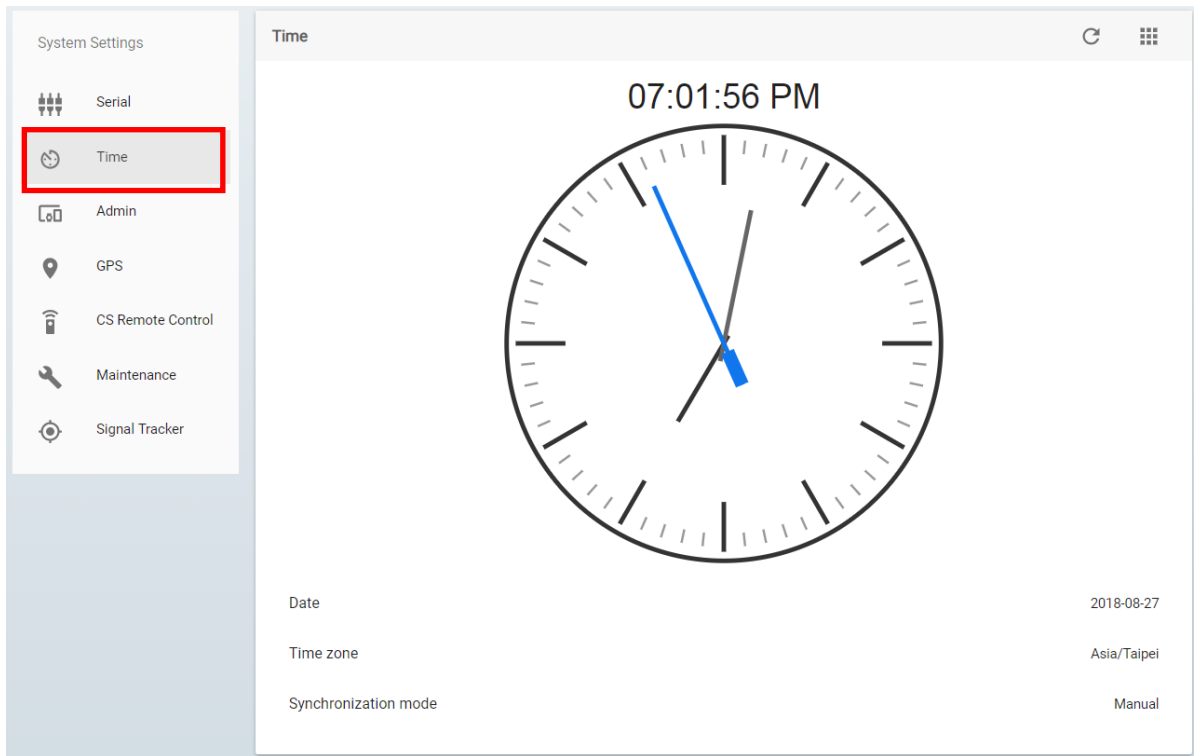 System Settings
Serial
Time
Admin
GPS
CS Remote Control
Maintenance
Signal Tracker
Time
07:01:56 PM
Date 2018-08-27
Time zone Asia/Taipei
Synchronization mode Manual